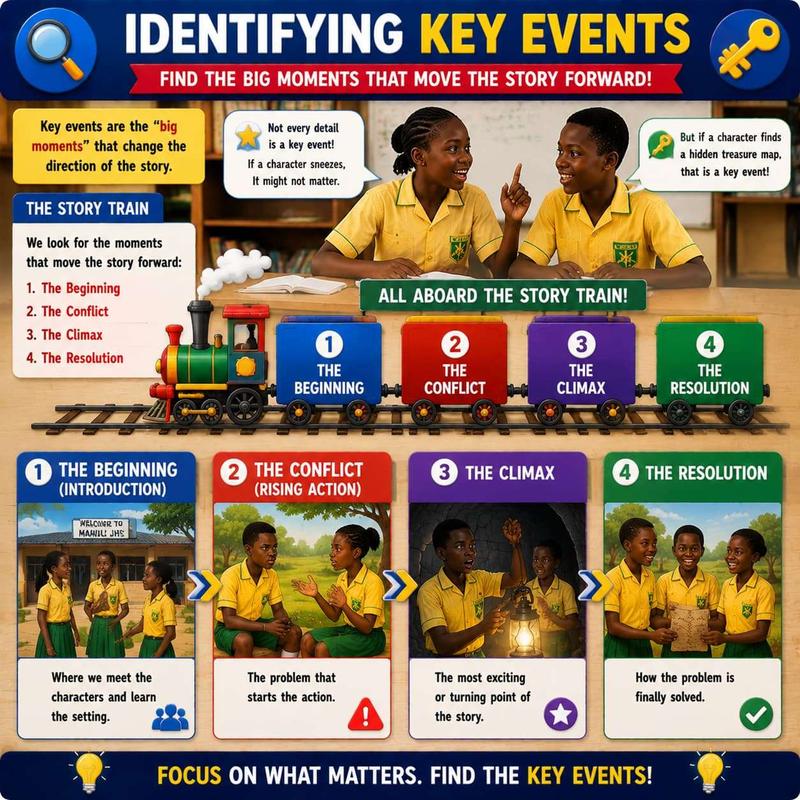 IDENTIFYING KEY EVENTS
FIND THE BIG MOMENTS THAT MOVE THE STORY FORWARD!
Key events are the "big
moments" that change the
direction of the story.
Not every detail
is a key event!
If a character sneezes,
It might not matter.
But if a character finds
a hidden treasure map,
that is a key event!
THE STORY TRAIN
We look for the moments
that move the story forward:
1. The Beginning
2. The Conflict
3. The Climax
4. The Resolution
ALL ABOARD THE STORY TRAIN!
1
THE
BEGINNING
2
THE
CONFLICT
3
THE
CLIMAX
4
THE
RESOLUTION
1 THE BEGINNING
(INTRODUCTION)
WELCOME TO
Where we meet the
characters and learn
the setting.
2 THE CONFLICT
(RISING ACTION)
The problem that
starts the action.
3 THE CLIMAX
The most exciting
or turning point of
the story.
4 THE RESOLUTION
How the problem is
finally solved.
FOCUS ON WHAT MATTERS. FIND THE KEY EVENTS!